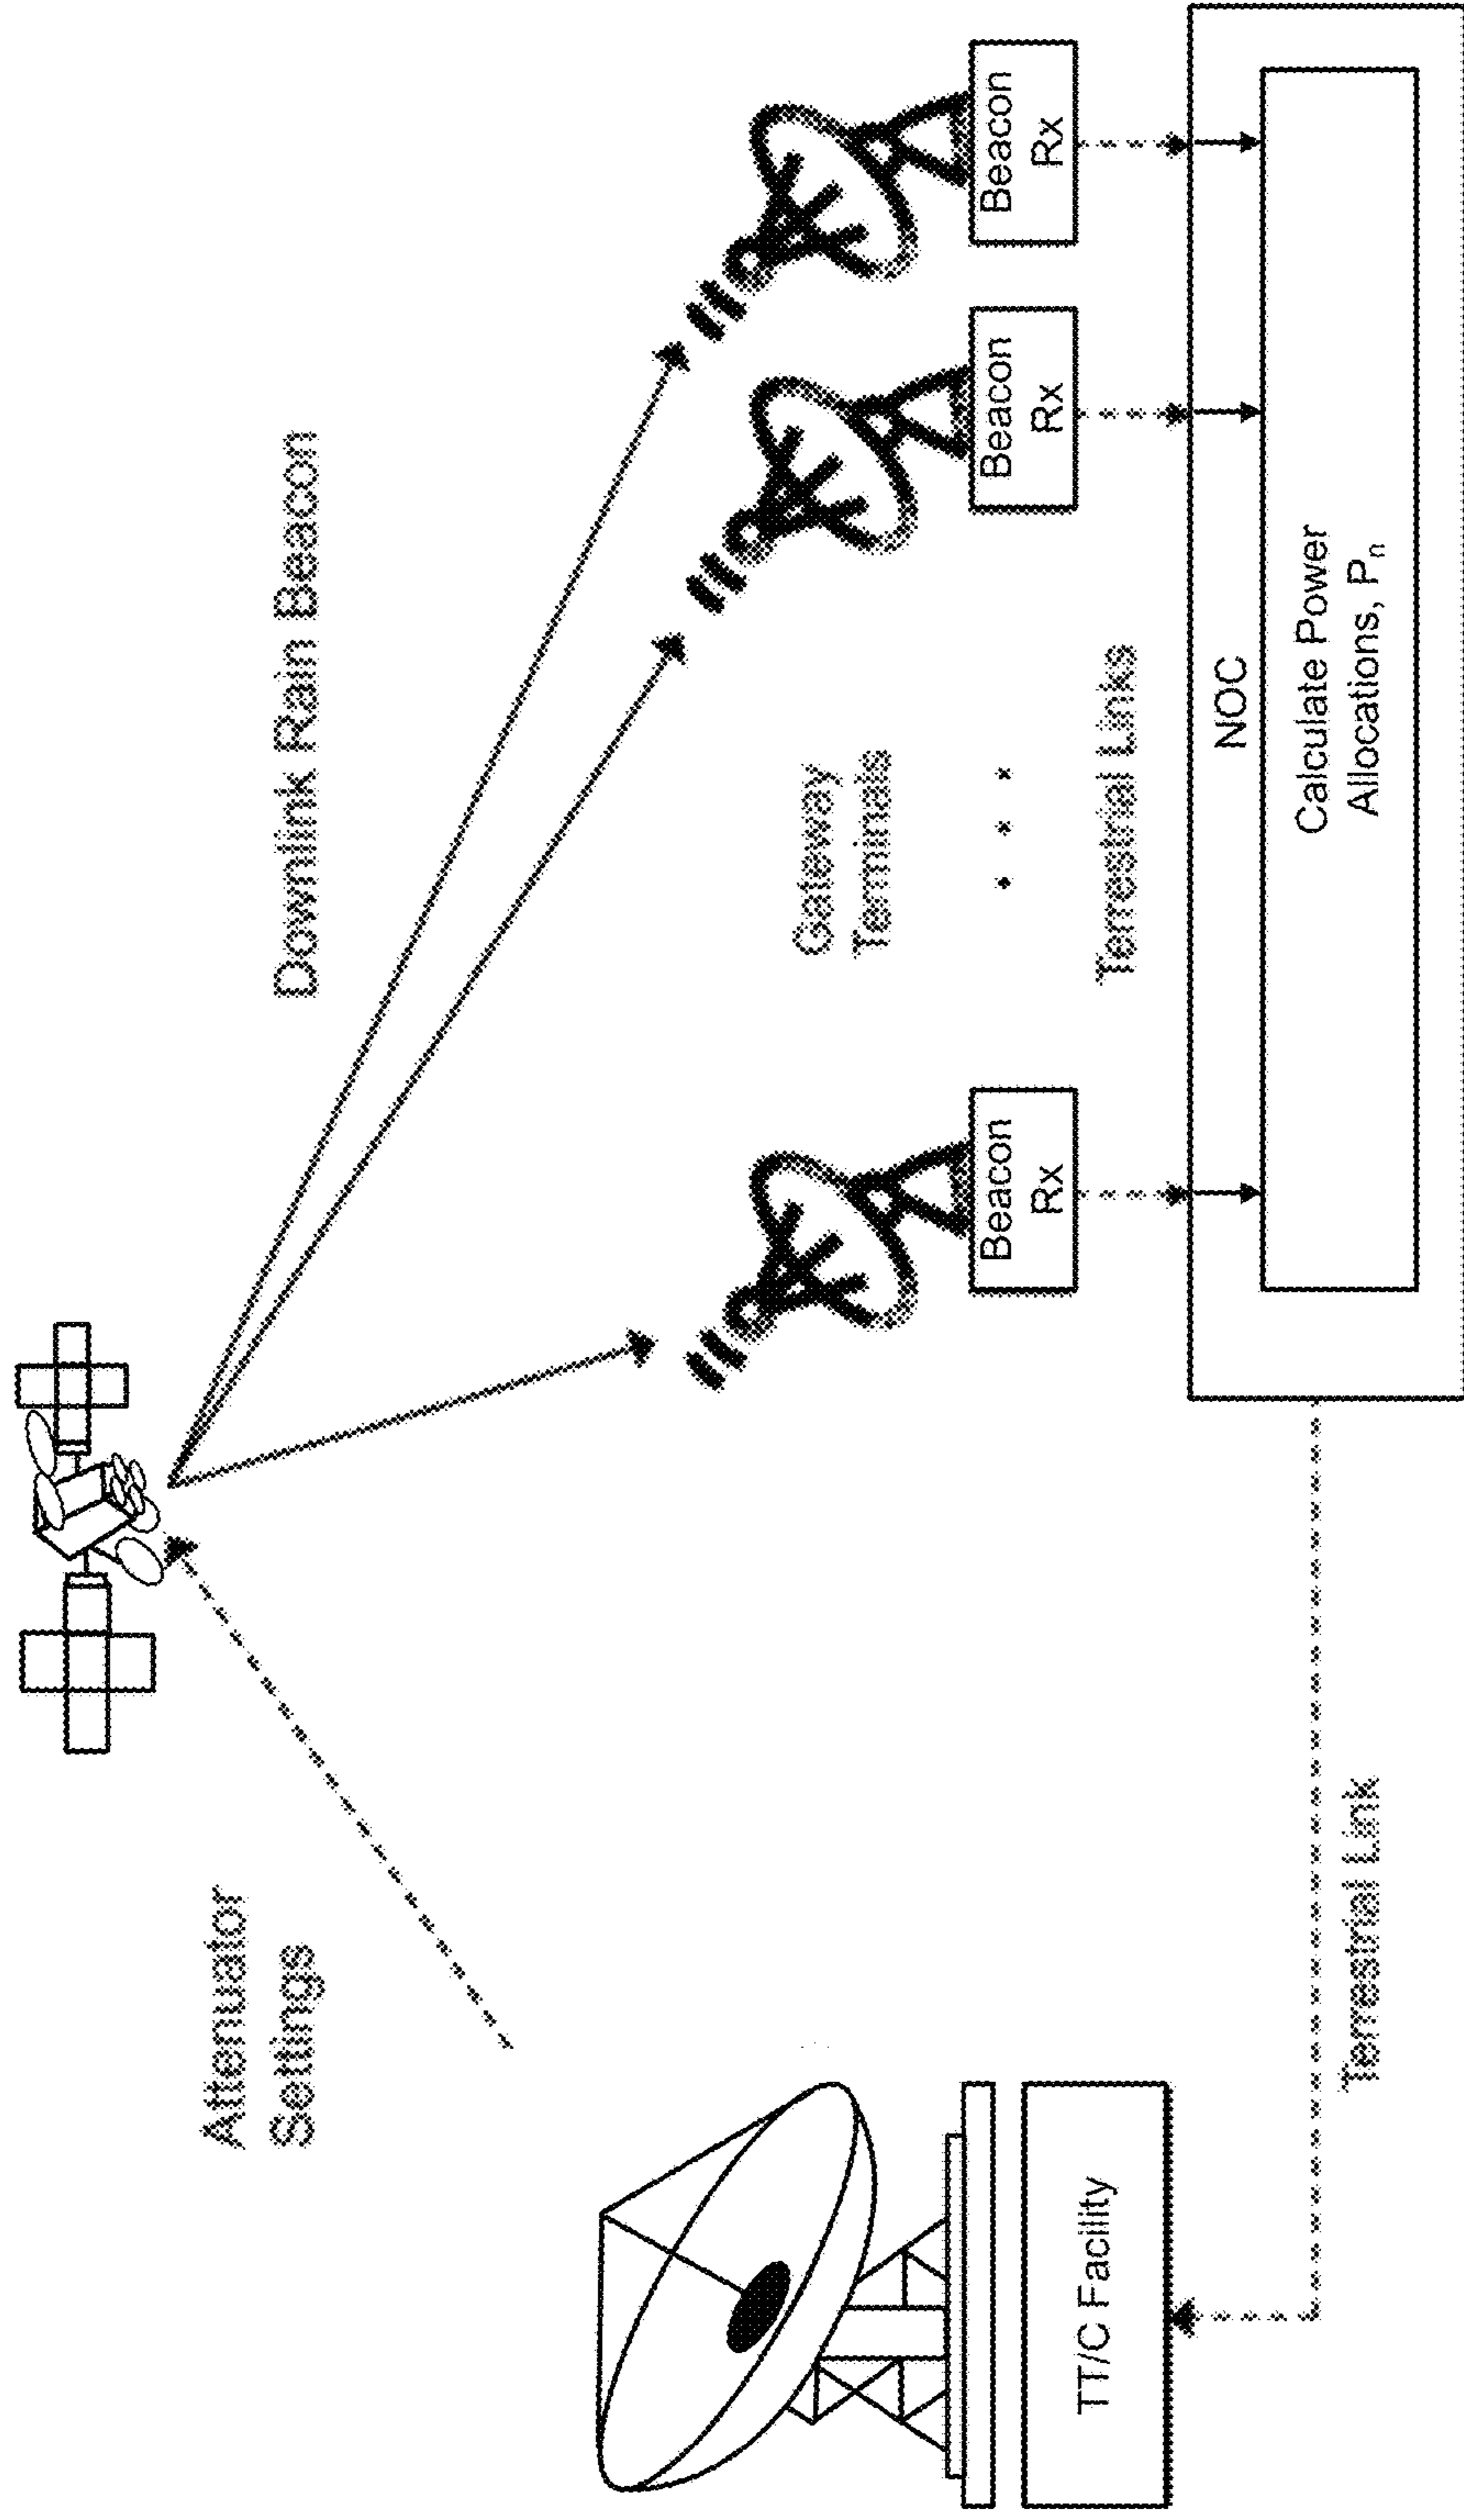 Attenuator
Settings
Downlink Rain Beacon
Gateway
Terminals
. . .
Beacon
Rx
Beacon
Rx
Beacon
Rx
Terrestrial Links
TT/C Facility
NOC
Calculate Power
Allocations, Pn
Terrestrial Link